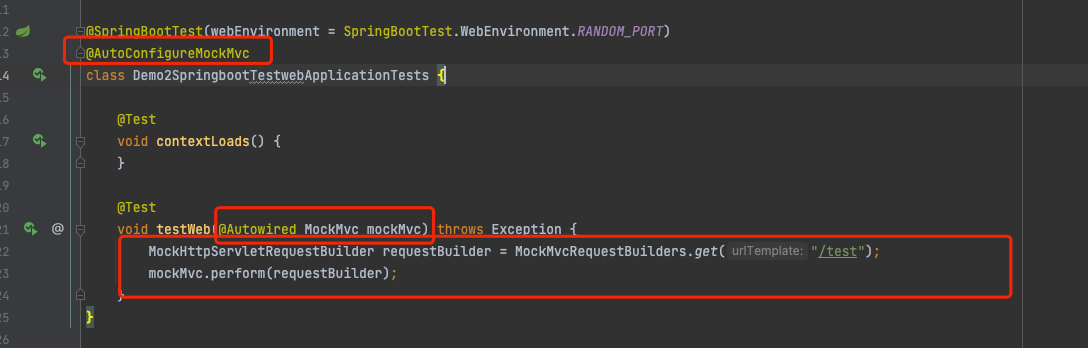 11
12 @SpringBootTest(webEnvironment = SpringBootTest.WebEnvironment.RANDOM_PORT)
13 @AutoConfigureMockMvc
14 class Demo2SpringbootTestwebApplicationTests {
15
16 @Test
17 void contextLoads() {
18 }
19
20 @Test
21 @ void testWeb(@Autowired MockMvc mockMvc) throws Exception {
22 MockHttpServletRequestBuilder requestBuilder = MockMvcRequestBuilders.get( urlTemplate: "/test");
23 mockMvc.perform(requestBuilder);
24 }
25 }
26